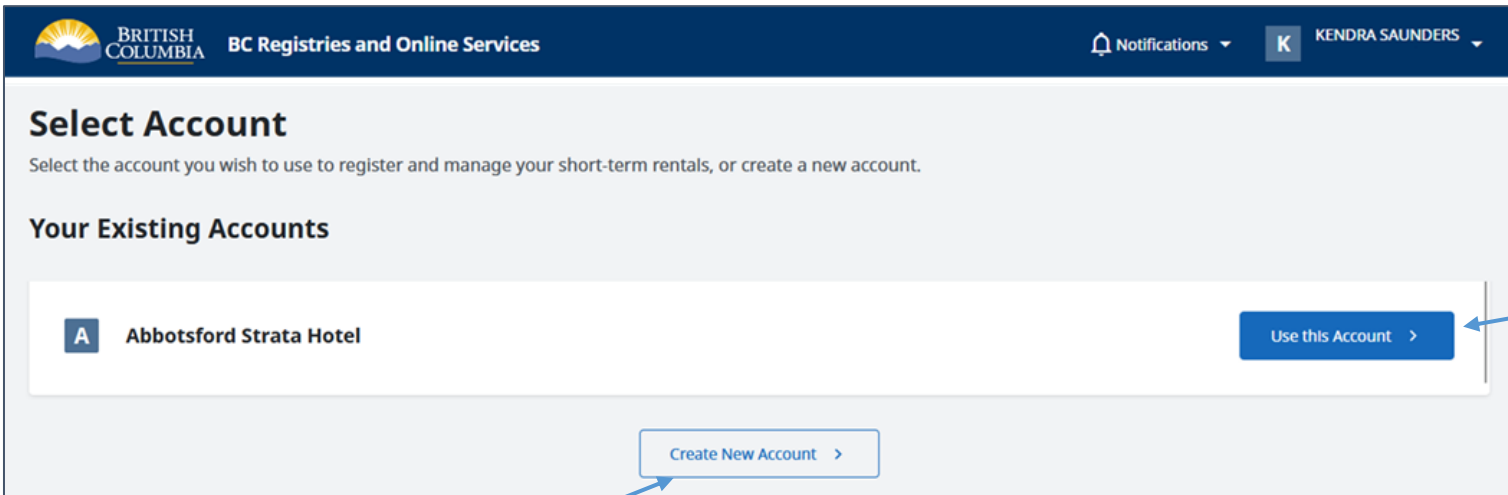 BRITISH
COLUMBIA
BC Registries and Online Services
Notifications
K
KENDRA SAUNDERS
Select Account
Select the account you wish to use to register and manage your short-term rentals, or create a new account.
Your Existing Accounts
A
Abbotsford Strata Hotel
Use this Account >
Create New Account >